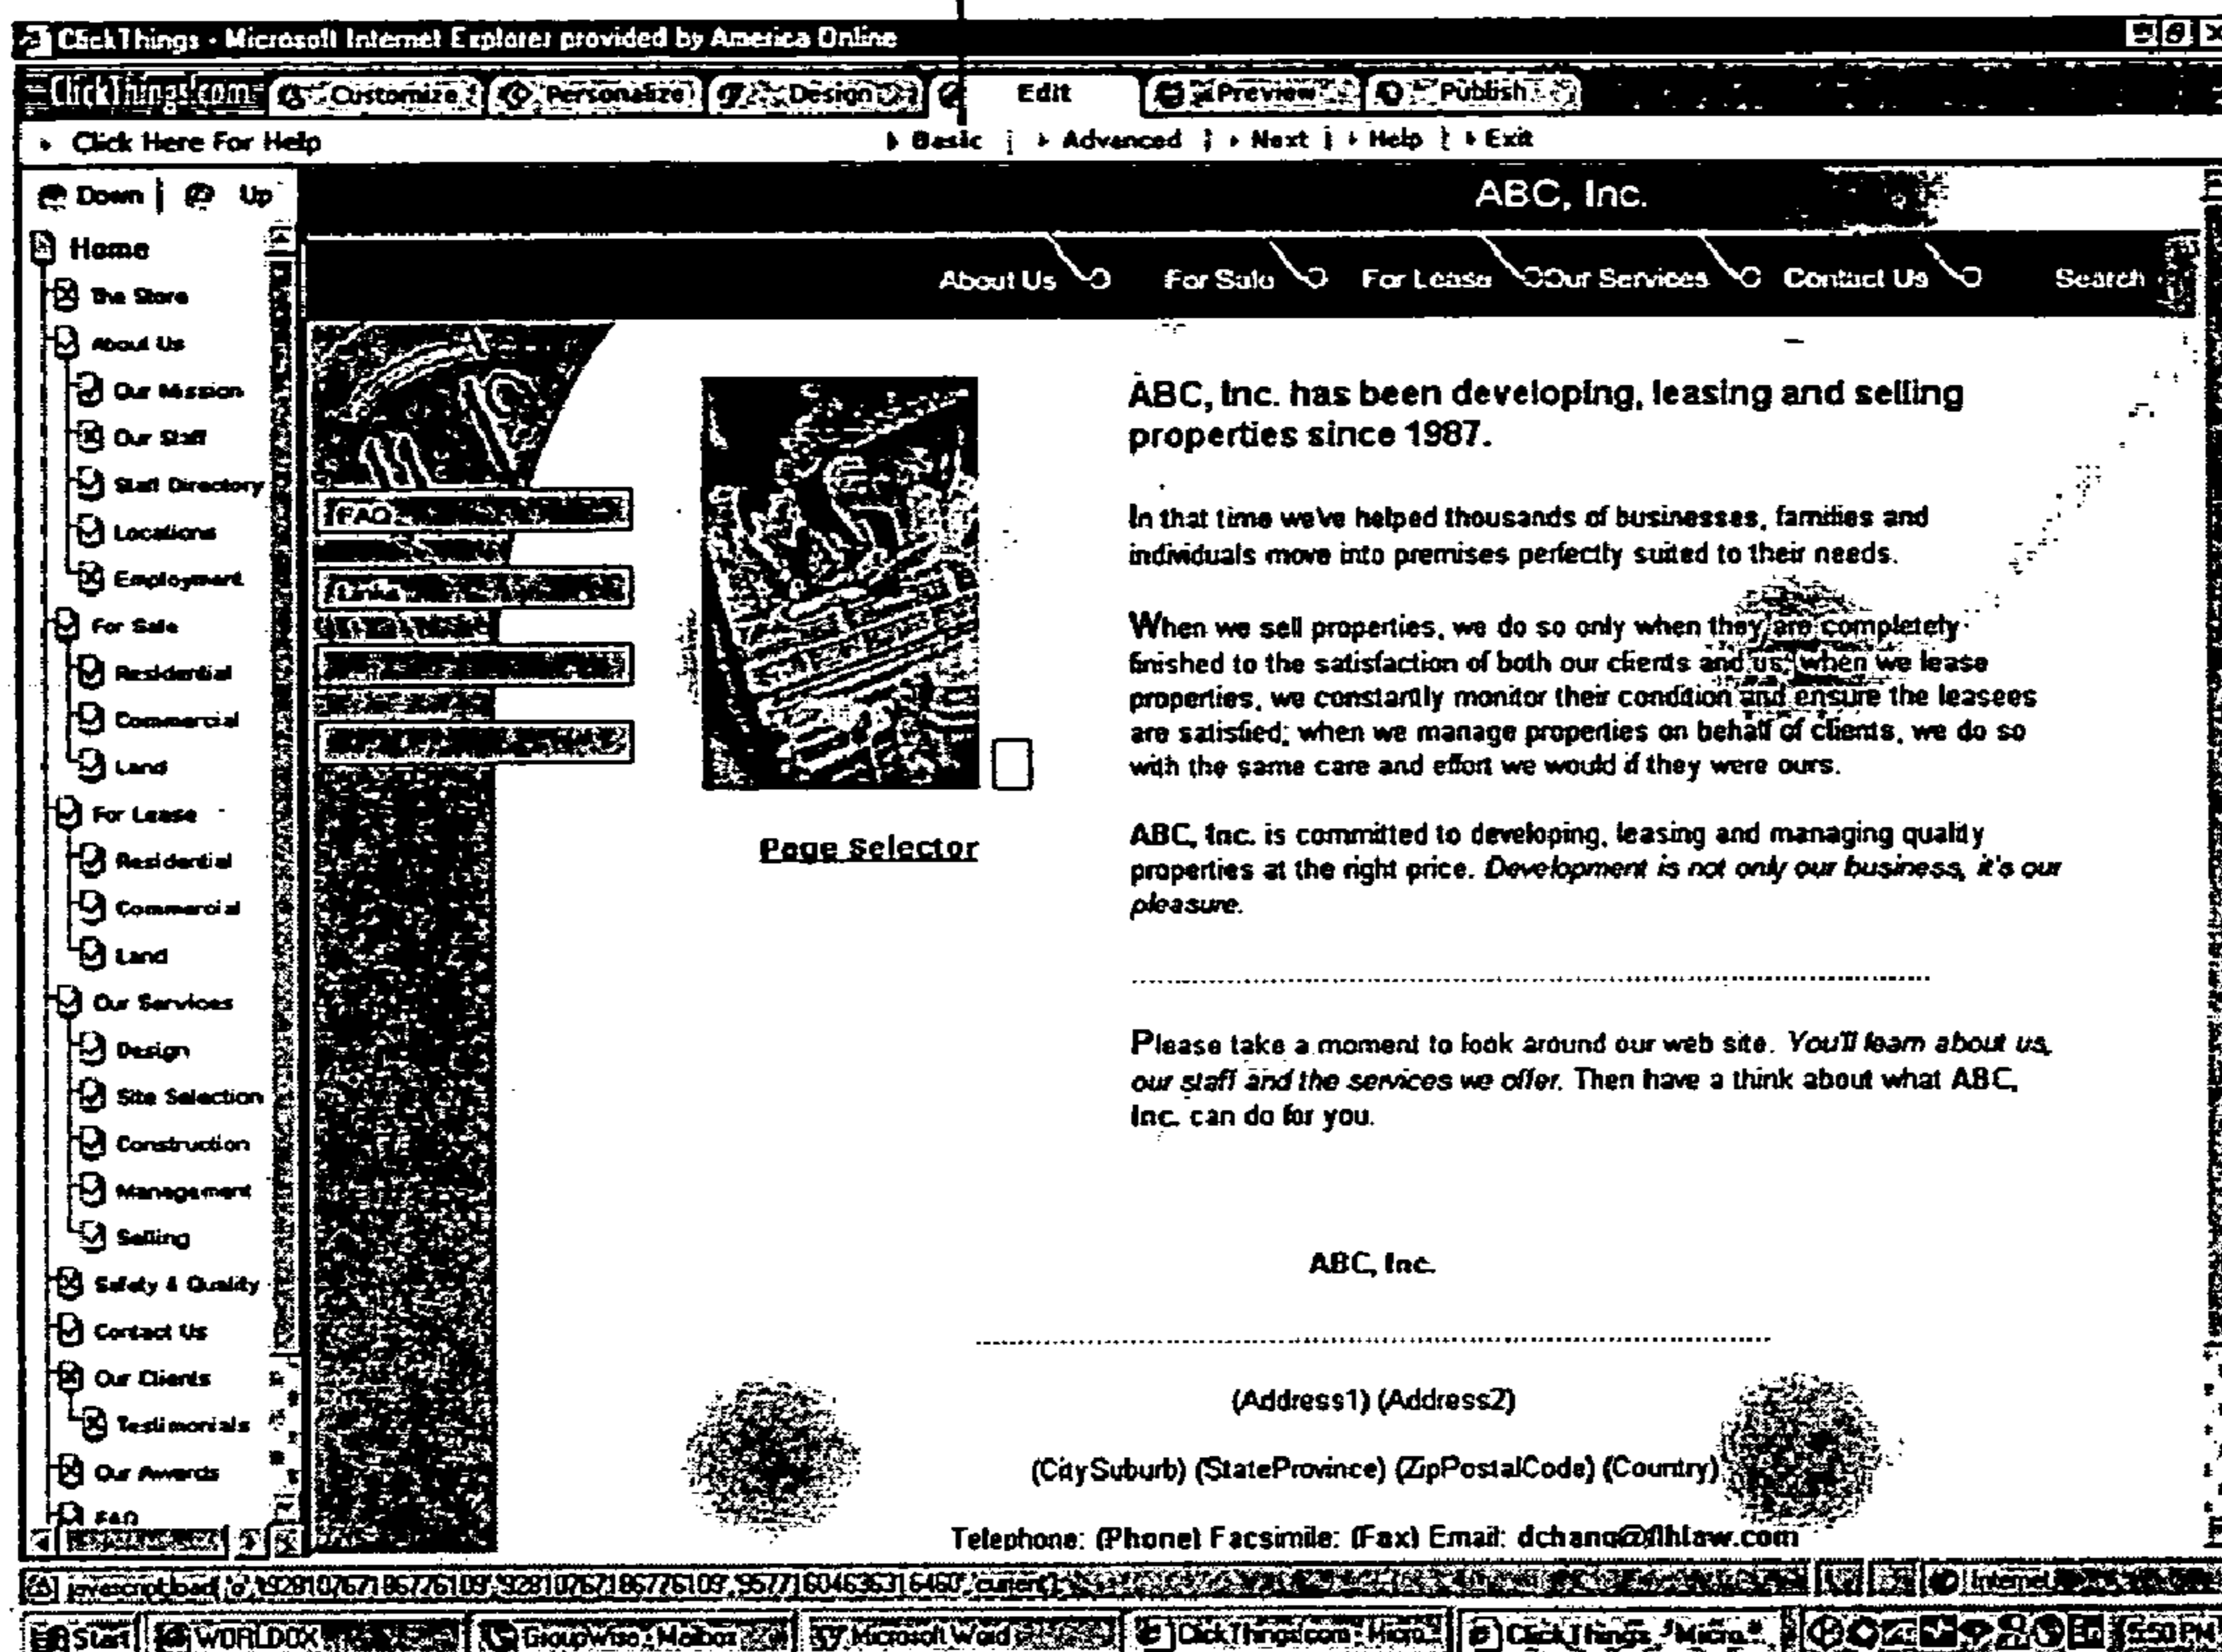 ClickThings - Microsoft Internet Explorer provided by America Online
ClickThings.com Customize Personalize Design Edit Preview Publish
Click Here For Help Basic | Advanced | Next | Help | Exit
Down | Up
ABC, Inc.
Home
About Us For Sale For Lease Our Services Contact Us Search
The Store
About Us
Our Mission
Our Staff
Staff Directory
Locations
Employment
For Sale
Residential
Commercial
Land
For Lease
Residential
Commercial
Land
Our Services
Design
Site Selection
Construction
Management
Selling
Safety & Quality
Contact Us
Our Clients
Testimonials
Our Awards
FAQ
FAQ
Links
Page Selector
ABC, Inc. has been developing, leasing and selling
properties since 1987.
In that time we've helped thousands of businesses, families and
individuals move into premises perfectly suited to their needs.
When we sell properties, we do so only when they are completely
finished to the satisfaction of both our clients and us; when we lease
properties, we constantly monitor their condition and ensure the leasees
are satisfied; when we manage properties on behalf of clients, we do so
with the same care and effort we would if they were ours.
ABC, Inc. is committed to developing, leasing and managing quality
properties at the right price. Development is not only our business, it's our
pleasure.
Please take a moment to look around our web site. You'll learn about us,
our staff and the services we offer. Then have a think about what ABC,
Inc. can do for you.
ABC, Inc.
(Address1) (Address2)
(CitySuburb) (StateProvince) (ZipPostalCode) (Country)
Telephone: (Phone) Facsimile: (Fax) Email: dchang@flhlaw.com
Internet
Start WORLDOX GroupWise - Mailbox Microsoft Word ClickThings.com - Micro... ClickThings - Micro... 5:50 PM